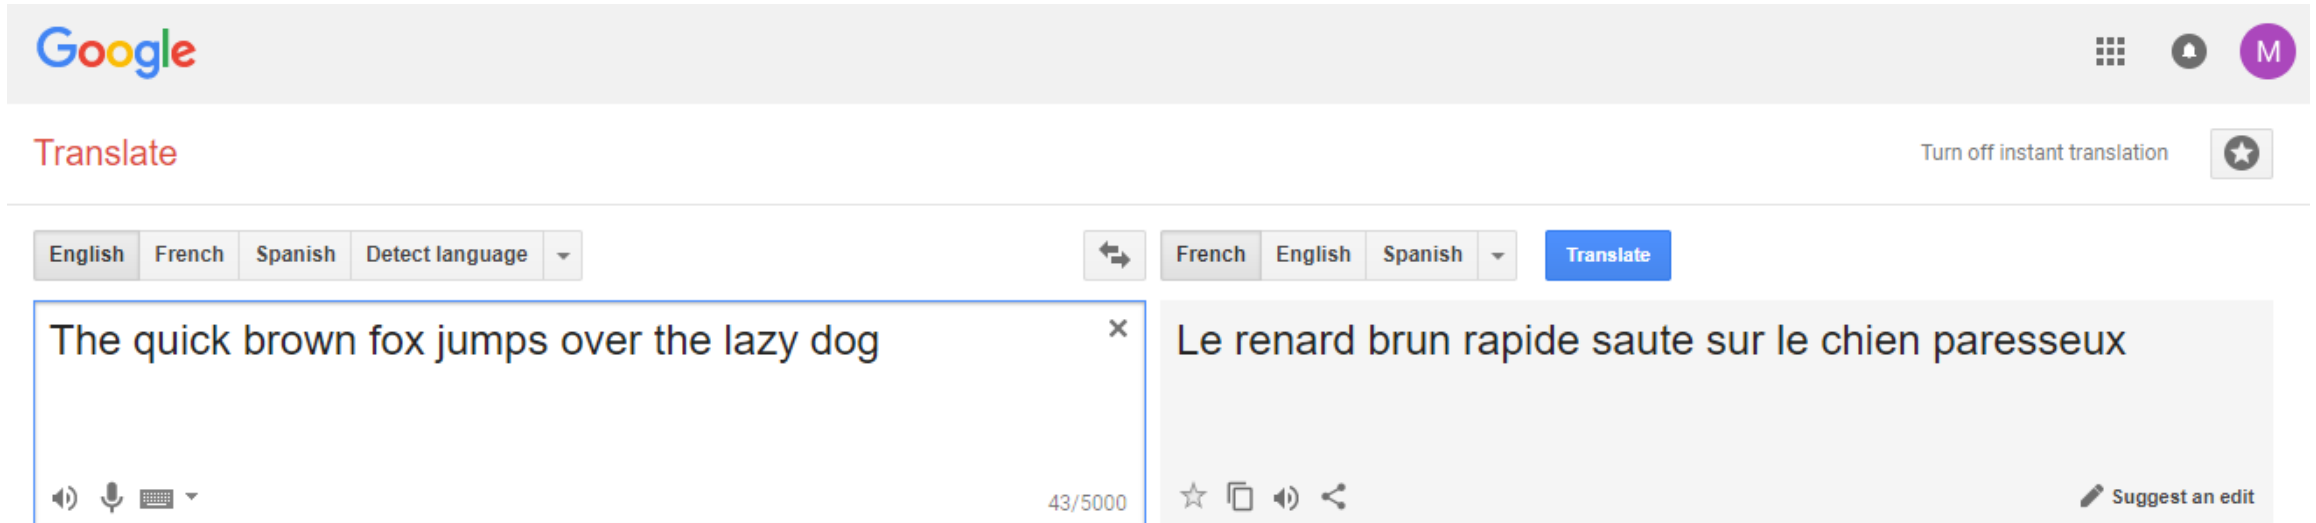 Google
M
Translate
Turn off instant translation
English French Spanish Detect language
French English Spanish Translate
The quick brown fox jumps over the lazy dog
Le renard brun rapide saute sur le chien paresseux
43/5000
Suggest an edit